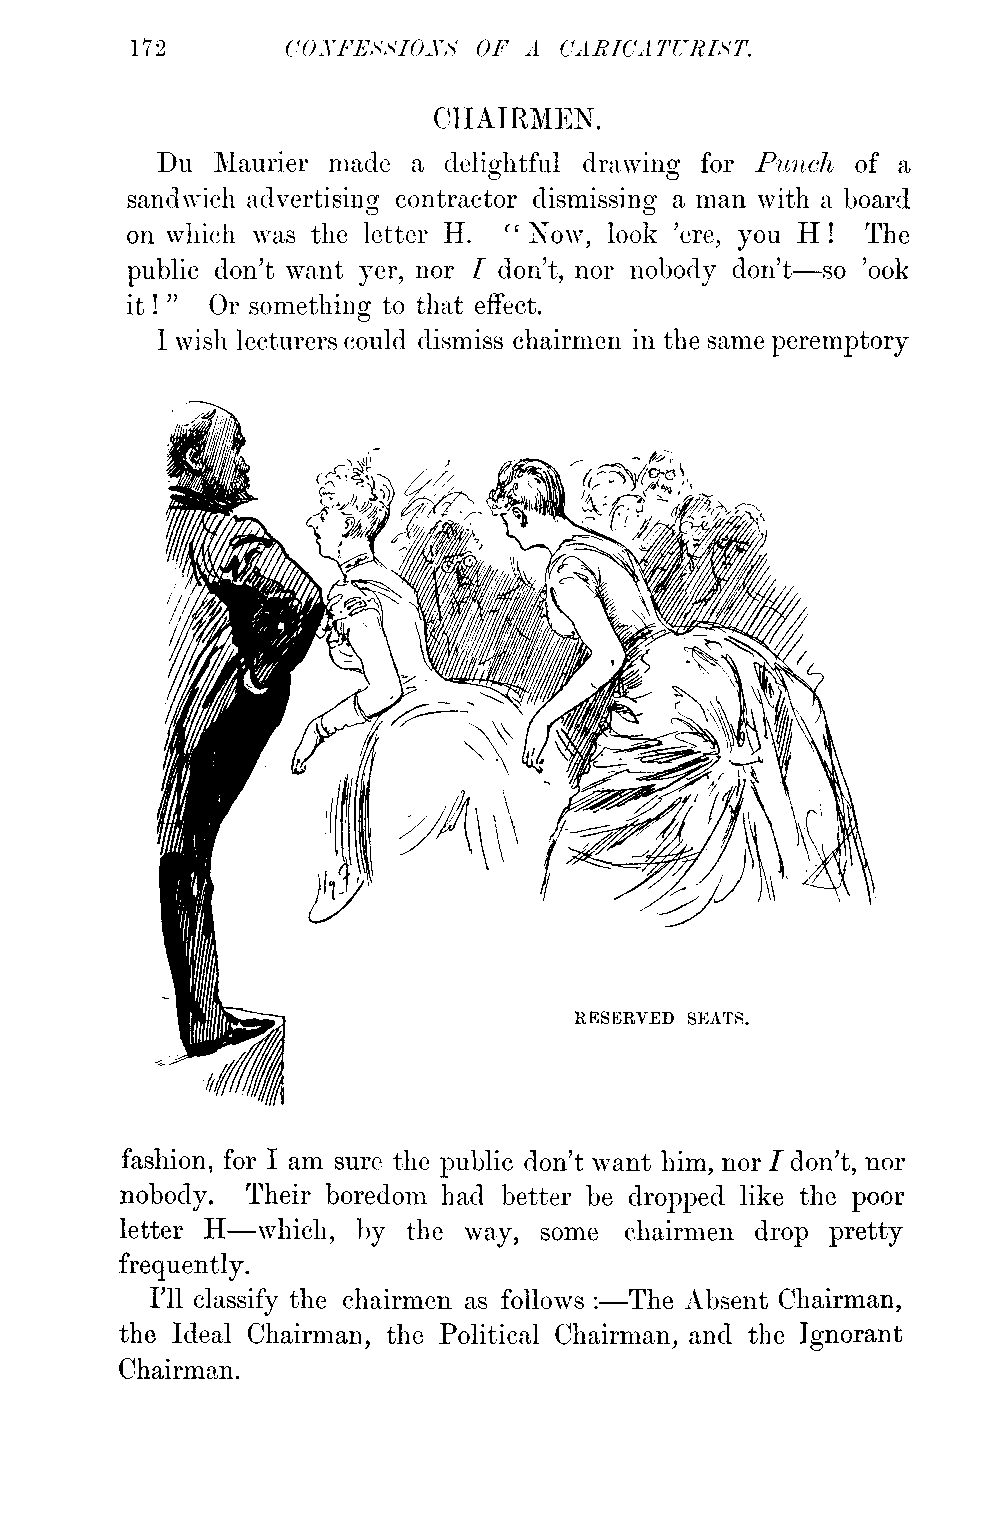 172 CONFESSIONS OF A CARICATURIST.
CHAIRMEN.
Du Maurier made a delightful drawing for Punch of a
sandwich advertising contractor dismissing a man with a board
on which was the letter H. “Now, look ’ere, you H! The
public don’t want yer, nor I don’t, nor nobody don’t—so ’ook
it!” Or something to that effect.
I wish lecturers could dismiss chairmen in the same peremptory
Hy F.
RESERVED SEATS.
fashion, for I am sure the public don’t want him, nor I don’t, nor
nobody. Their boredom had better be dropped like the poor
letter H—which, by the way, some chairmen drop pretty
frequently.
I’ll classify the chairmen as follows:—The Absent Chairman,
the Ideal Chairman, the Political Chairman, and the Ignorant
Chairman.